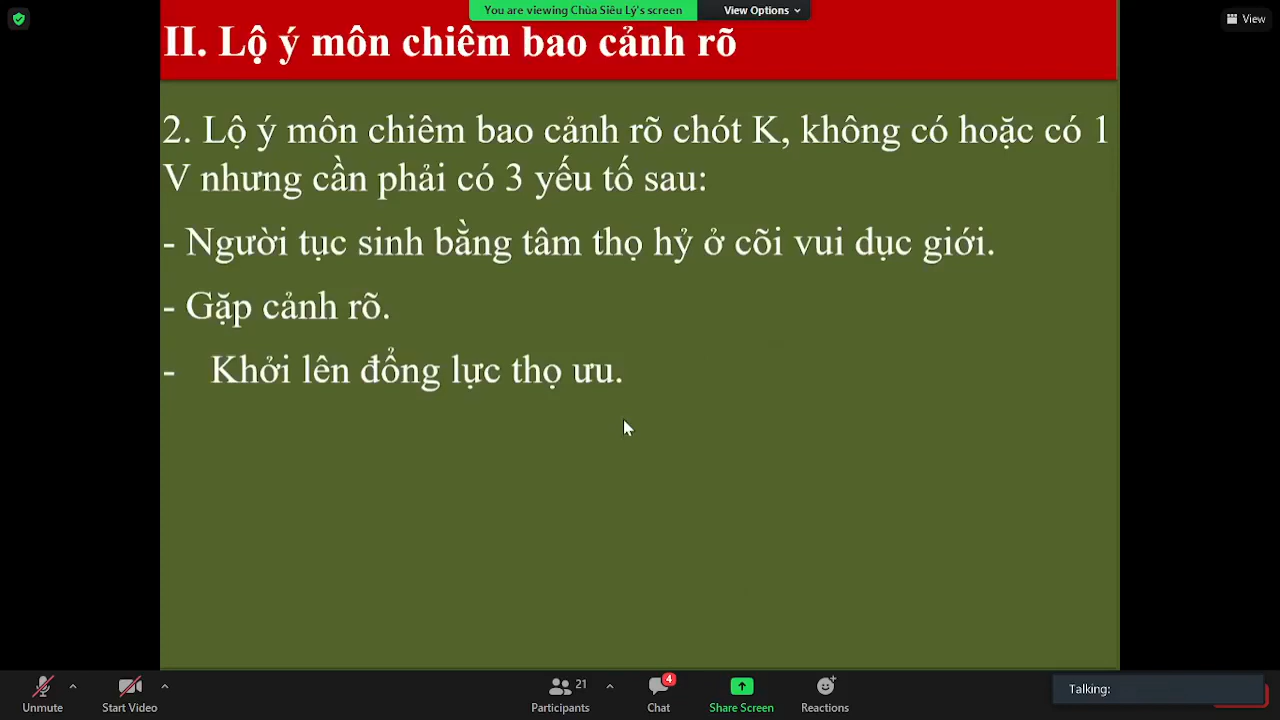 You are viewing Chùa Siêu Lý's screen
View Options
View
II. Lộ ý môn chiêm bao cảnh rõ
2. Lộ ý môn chiêm bao cảnh rõ chót K, không có hoặc có 1
V nhưng cần phải có 3 yếu tố sau:
- Người tục sinh bằng tâm thọ hỷ ở cõi vui dục giới.
- Gặp cảnh rõ.
- Khởi lên đổng lực thọ ưu.
Unmute
Start Video
21
Participants
4
Chat
Share Screen
Reactions
Talking: